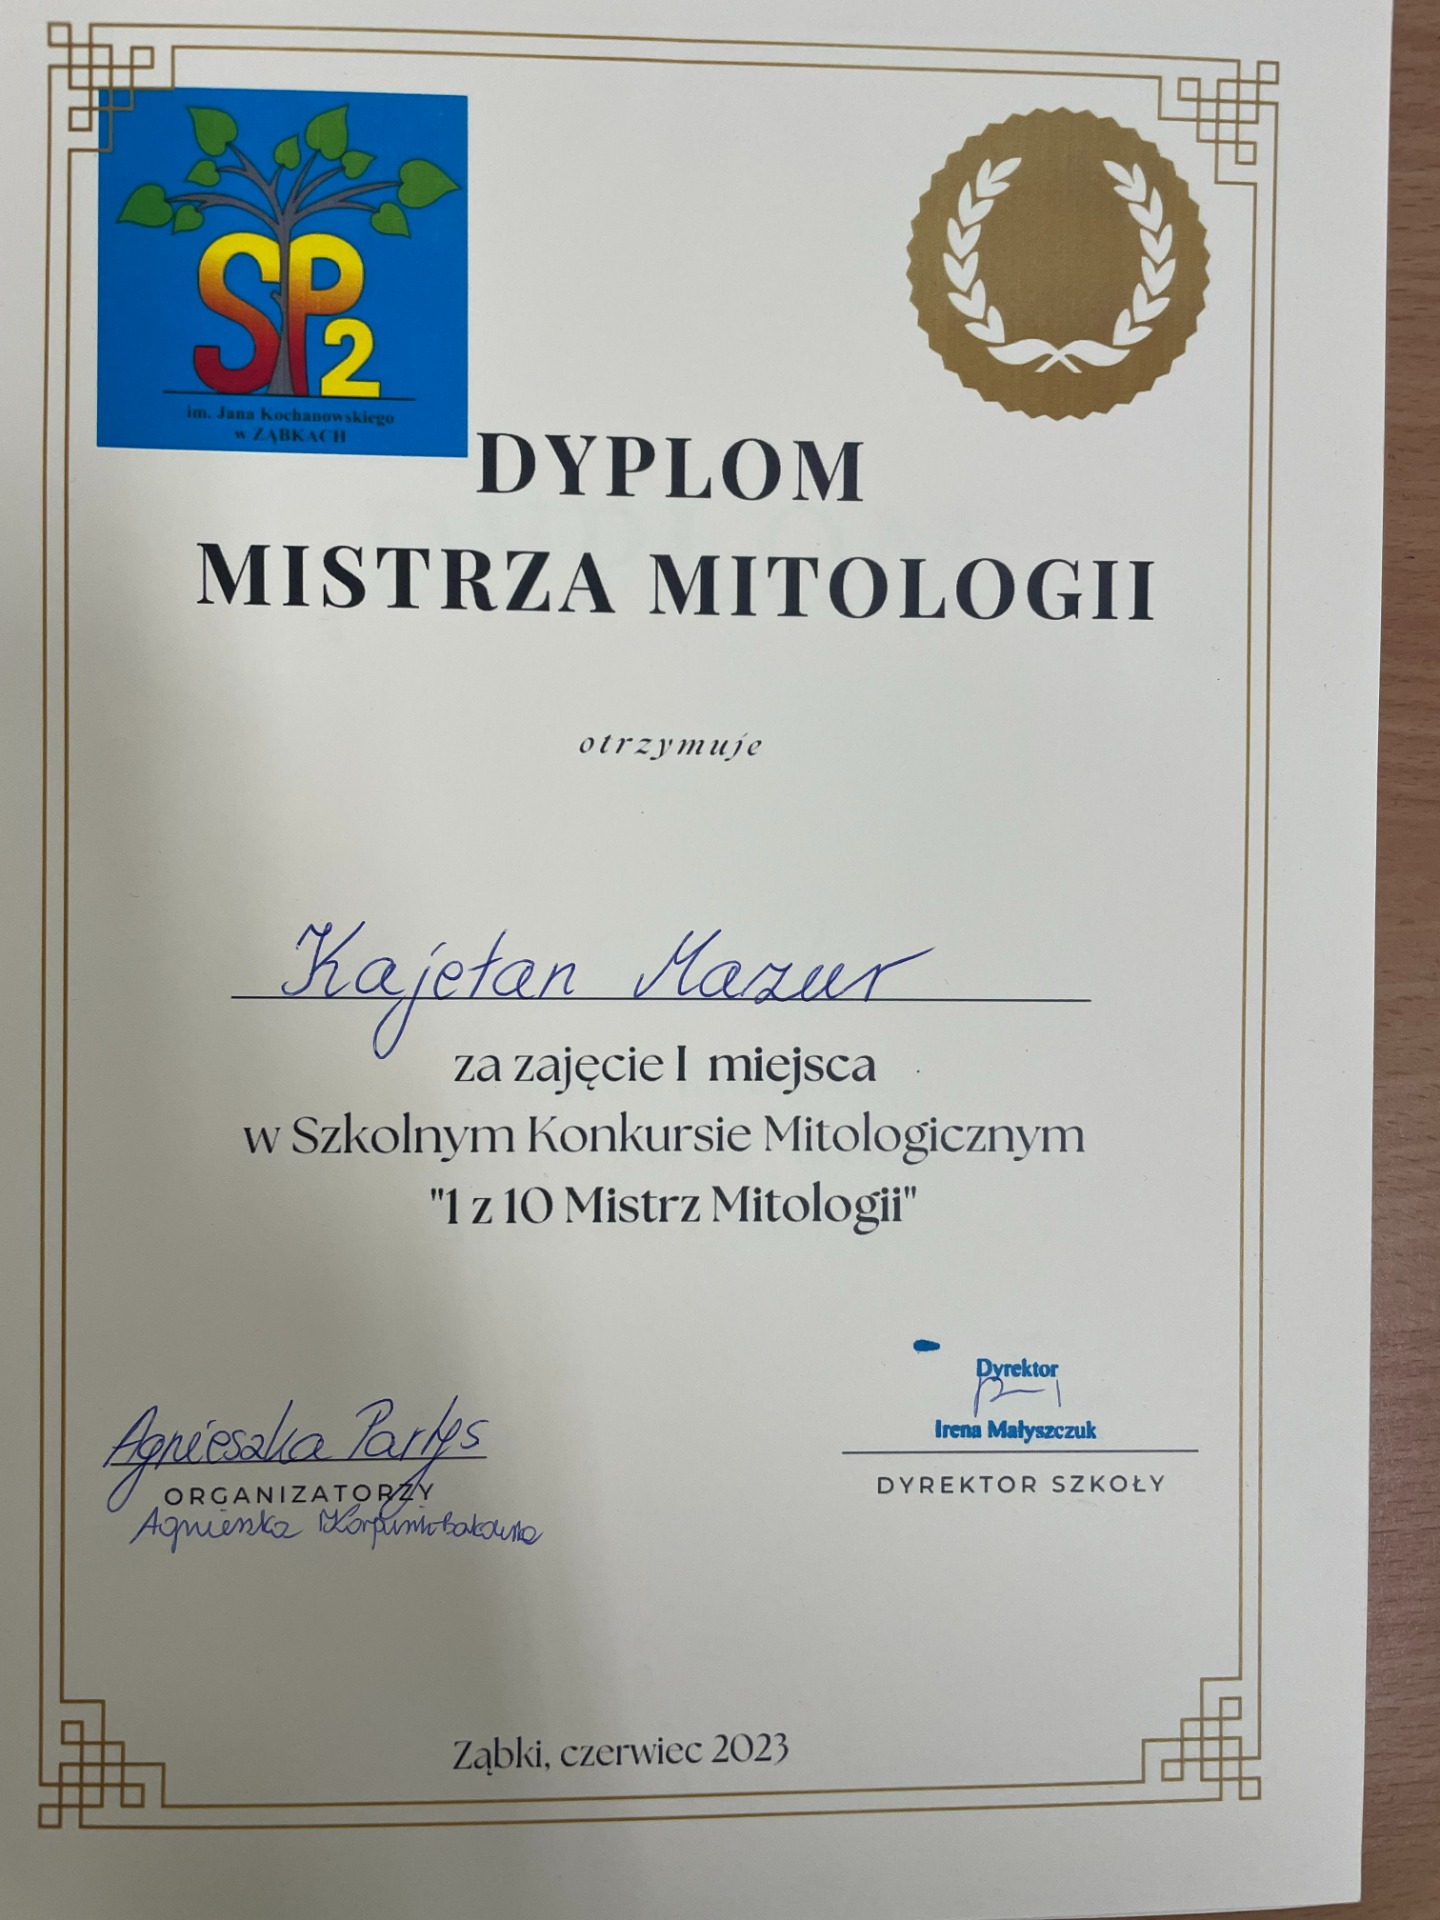 SP2
im. Jana Kochanowskiego
w ZĄBKACH
DYPLOM
MISTRZA MITOLOGII
otrzymuje
Kajetan Mazur
za zajęcie I miejsca
w Szkolnym Konkursie Mitologicznym
"1 z 10 Mistrz Mitologii"
Dyrektor
Irena Małyszczuk
DYREKTOR SZKOŁY
Agnieszka Partys
ORGANIZATORZY
Agnieszka
Ząbki, czerwiec 2023